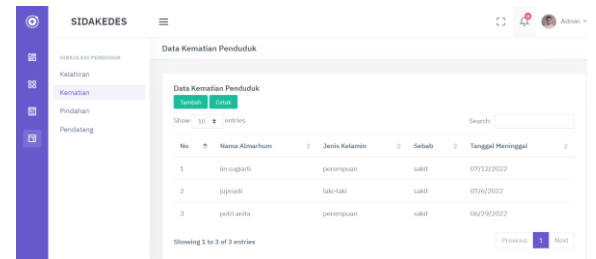 SIDAKEDES
Admin
SIRKULASI PENDUDUK
Kelahiran
Kematian
Pindahan
Pendatang
Data Kematian Penduduk
Data Kematian Penduduk
Tambah Cetak
Show 10 entries
Search:
No Nama Almarhum Jenis Kelamin Sebab Tanggal Meninggal
1 iin sugiarti perempuan sakit 07/12/2022
2 jupriadi laki-laki sakit 07/6/2022
3 putri anita perempuan sakit 06/29/2022
Showing 1 to 3 of 3 entries
Previous 1 Next